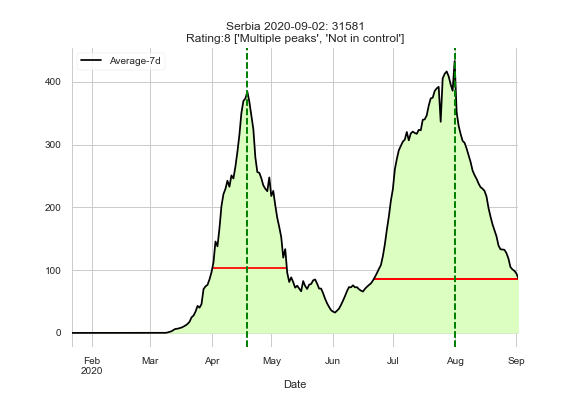 Serbia 2020-09-02: 31581
Rating:8 ['Multiple peaks', 'Not in control']
Average-7d
400
300
200
100
0
Feb Mar Apr May Jun Jul Aug Sep
2020
Date